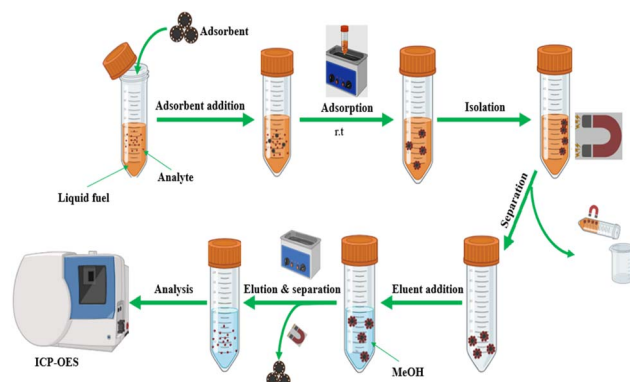 Adsorbent
Adsorbent addition
Adsorption
r.t
Isolation
Analyte
Liquid fuel
Separation
Analysis
Elution & separation
Eluent addition
ICP-OES
MeOH